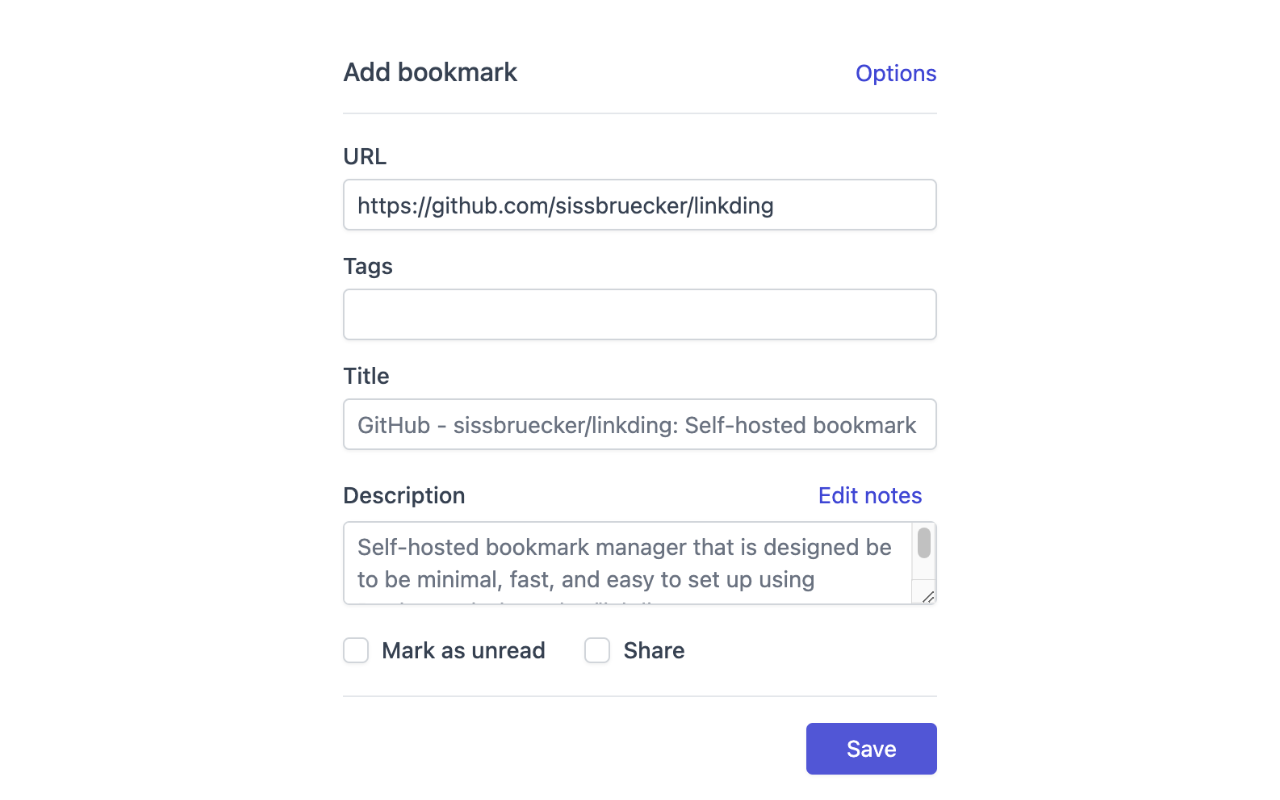 Add bookmark
Options
URL
https://github.com/sissbruecker/linkding
Tags
Title
GitHub - sissbruecker/linkding: Self-hosted bookmark
Description
Edit notes
Self-hosted bookmark manager that is designed be
to be minimal, fast, and easy to set up using
Mark as unread
Share
Save